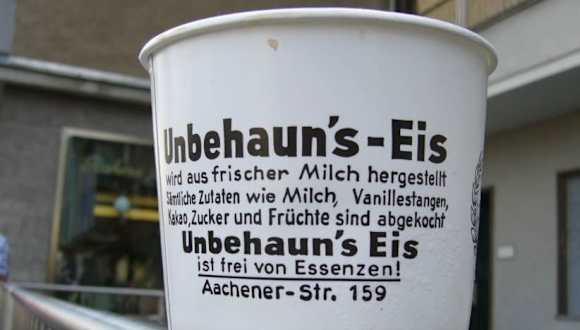 Unbehaun's-Eis
wird aus frischer Milch hergestellt
Sämtliche Zutaten wie Milch, Vanillestangen,
Kakao, Zucker und Früchte sind abgekocht
Unbehaun's Eis
ist frei von Essenzen!
Aachener-Str. 159